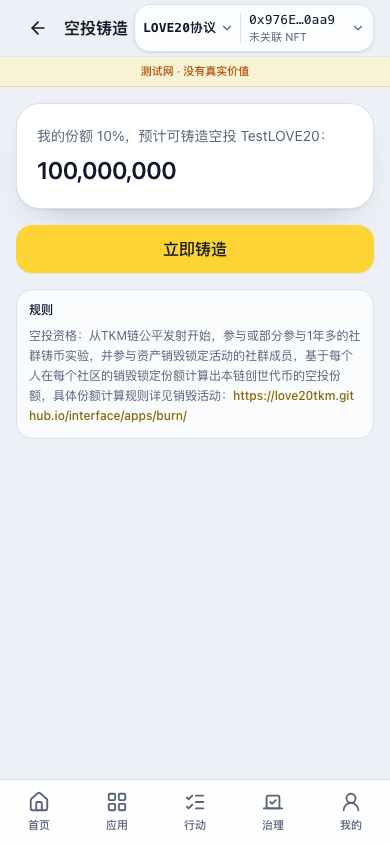 空投铸造
LOVE20协议
0x976E…0aa9
未关联 NFT
测试网 · 没有真实价值
我的份额 10%，预计可铸造空投 TestLOVE20：
100,000,000
立即铸造
规则
空投资格：从TKM链公平发射开始，参与或部分参与1年多的社
群铸币实验，并参与资产销毁锁定活动的社群成员，基于每个
人在每个社区的销毁锁定份额计算出本链创世代币的空投份
额，具体份额计算规则详见销毁活动：https://love20tkm.git
hub.io/interface/apps/burn/
首页
应用
行动
治理
我的